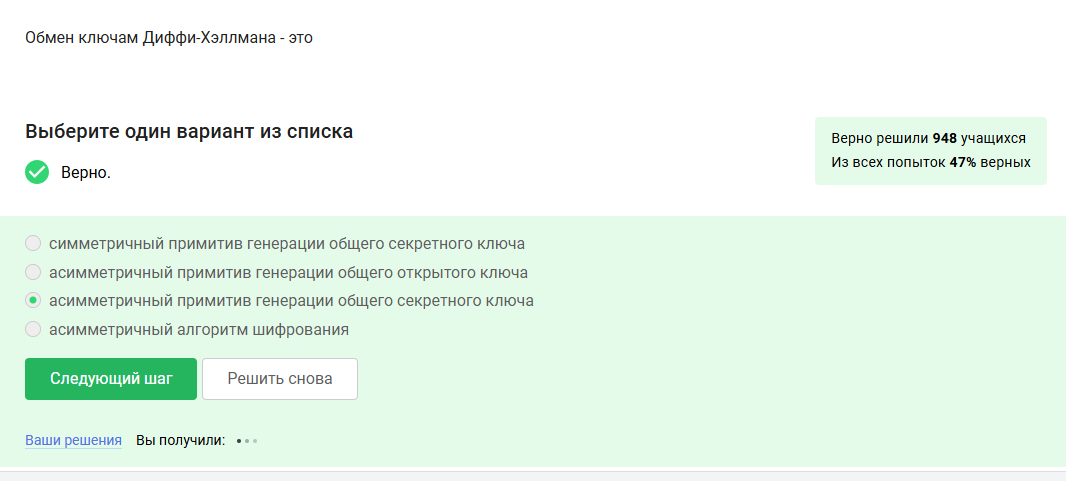 Обмен ключам Диффи-Хэллмана - это
Выберите один вариант из списка
Верно.
Верно решили 948 учащихся
Из всех попыток 47% верных
симметричный примитив генерации общего секретного ключа
асимметричный примитив генерации общего открытого ключа
асимметричный примитив генерации общего секретного ключа
асимметричный алгоритм шифрования
Следующий шаг
Решить снова
Ваши решения
Вы получили: